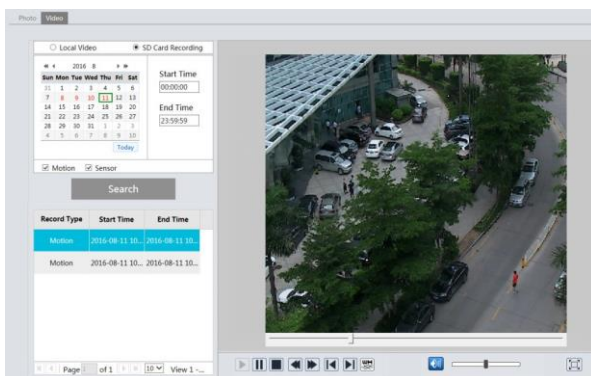 Photo Video
Local Video SD Card Recording
2016 8
Sun Mon Tue Wed Thu Fri Sat
31 1 2 3 4 5 6
7 8 9 10 11 12 13
14 15 16 17 18 19 20
21 22 23 24 25 26 27
28 29 30 31 1 2 3
4 5 6 7 8 9 10
Today
Start Time
00:00:00
End Time
23:59:59
Motion Sensor
Search
Record Type Start Time End Time
Motion 2016-08-11 10... 2016-08-11 10...
Motion 2016-08-11 10... 2016-08-11 10...
Page of 1 10 View 1 -...
WM